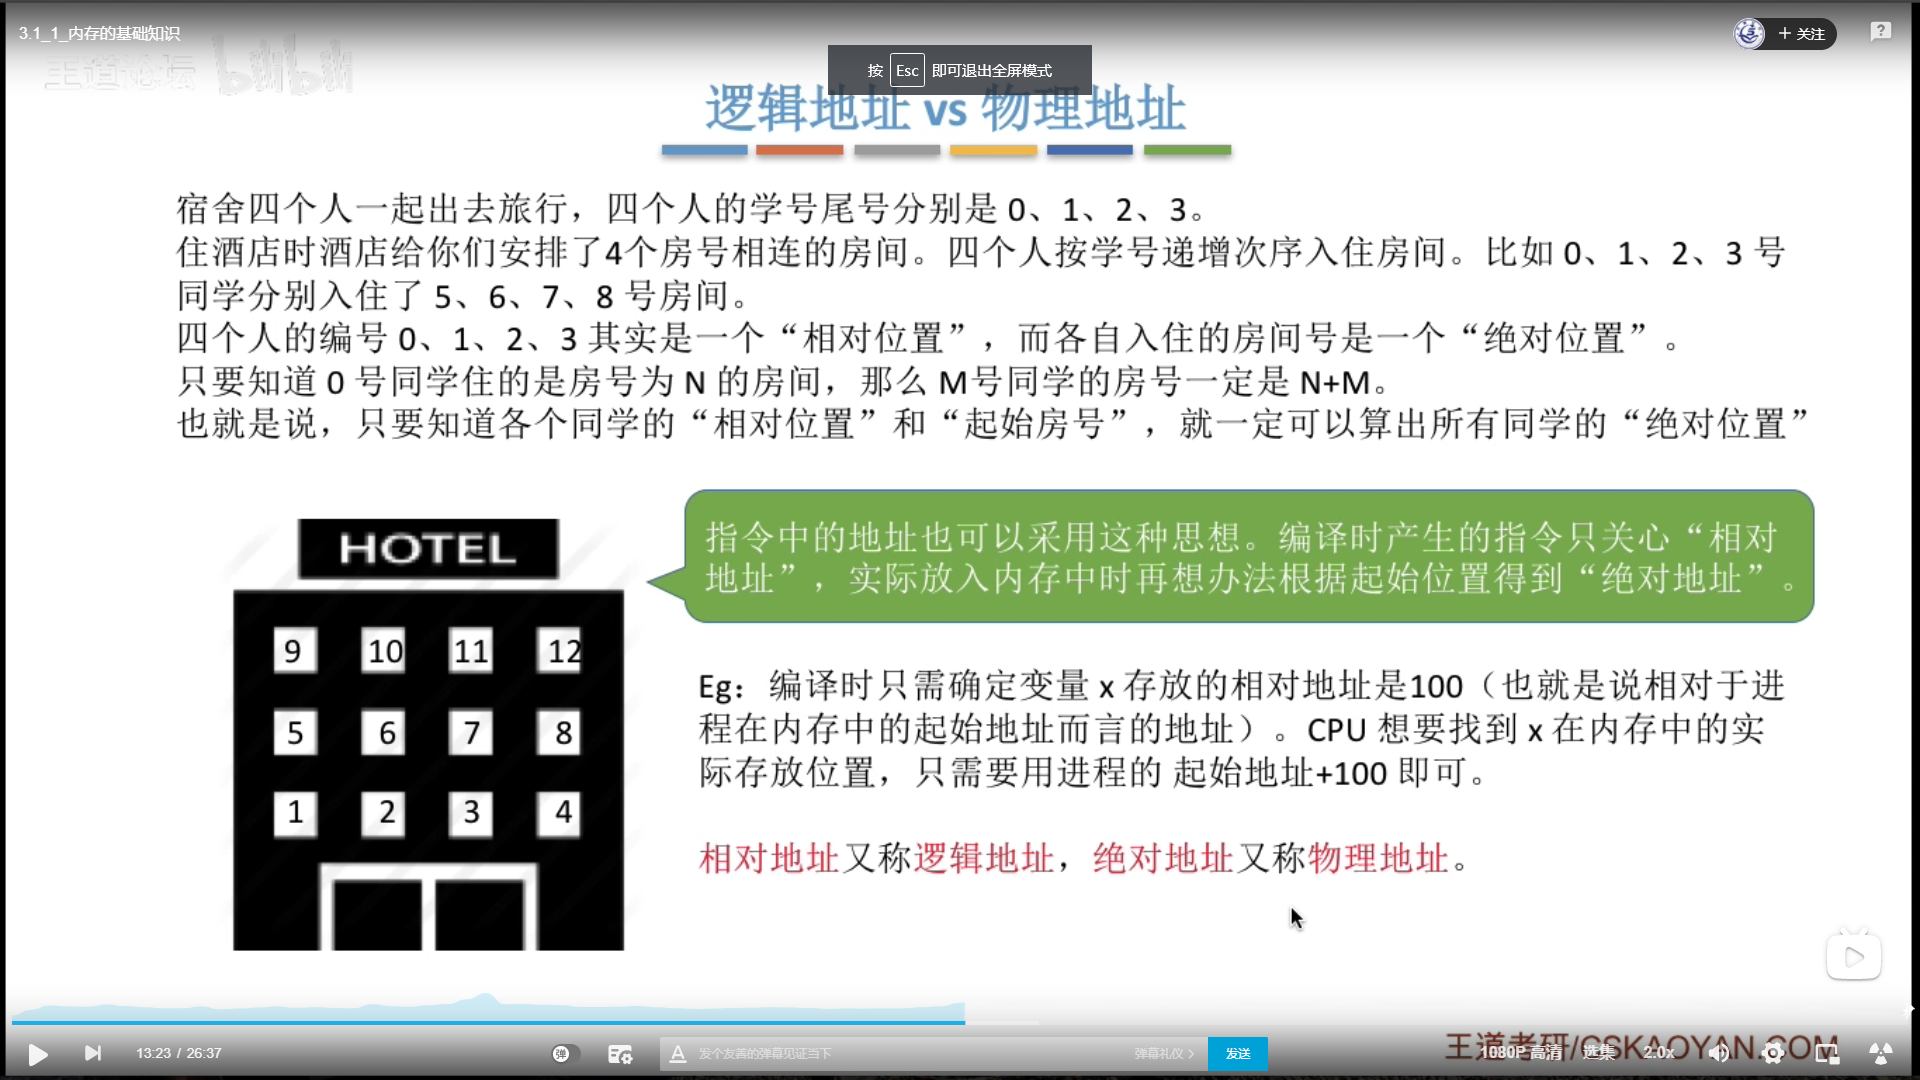 3.1_1_内存的基础知识
+ 关注
王道论坛 bilibili
按 Esc 即可退出全屏模式
逻辑地址 vs 物理地址
宿舍四个人一起出去旅行，四个人的学号尾号分别是 0、1、2、3。
住酒店时酒店给你们安排了4个房号相连的房间。四个人按学号递增次序入住房间。比如 0、1、2、3 号
同学分别入住了 5、6、7、8 号房间。
四个人的编号 0、1、2、3 其实是一个“相对位置”，而各自入住的房间号是一个“绝对位置”。
只要知道 0 号同学住的是房号为 N 的房间，那么 M号同学的房号一定是 N+M。
也就是说，只要知道各个同学的“相对位置”和“起始房号”，就一定可以算出所有同学的“绝对位置”
HOTEL
9 10 11 12
5 6 7 8
1 2 3 4
指令中的地址也可以采用这种思想。编译时产生的指令只关心“相对
地址”，实际放入内存中时再想办法根据起始位置得到“绝对地址”。
Eg：编译时只需确定变量 x 存放的相对地址是100（也就是说相对于进
程在内存中的起始地址而言的地址）。CPU 想要找到 x 在内存中的实
际存放位置，只需要用进程的 起始地址+100 即可。
相对地址又称逻辑地址，绝对地址又称物理地址。
13:23 / 26:37
弹
A 发个友善的弹幕见证当下
弹幕礼仪 >
发送
王道考研/CSKAOYAN.COM
1080P 高清
选集
2.0x